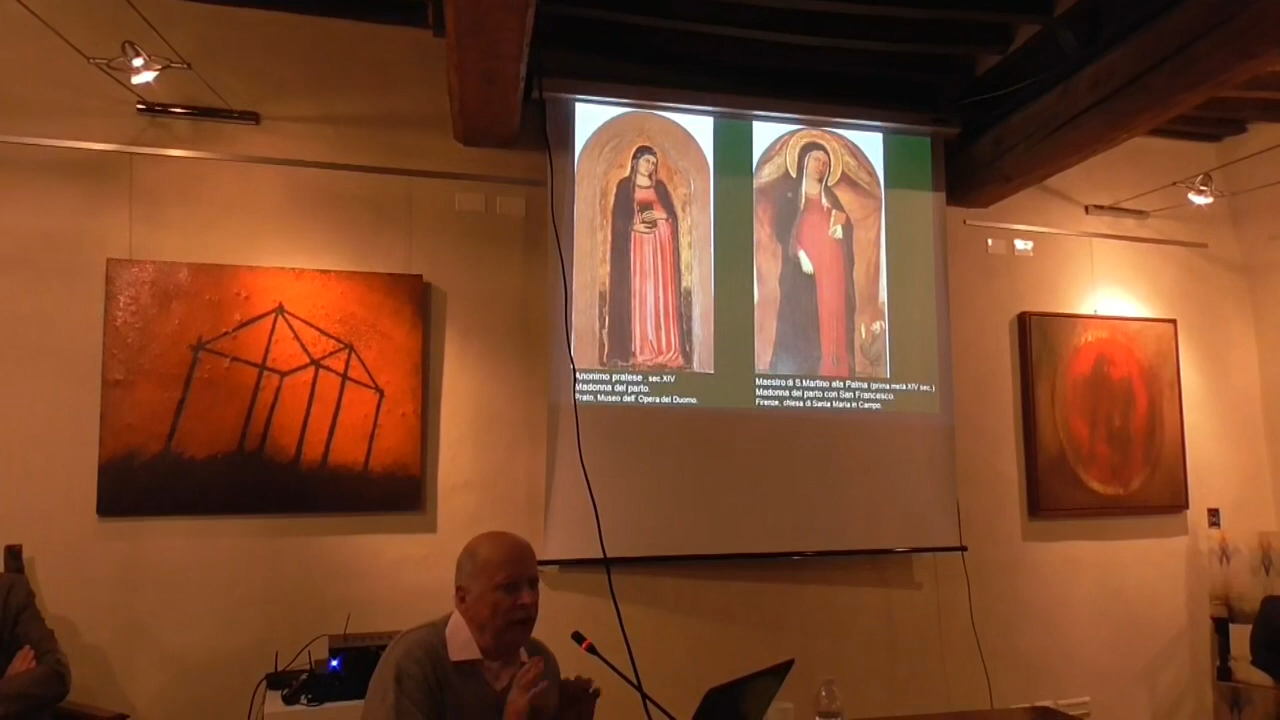 Anonimo pratese , sec.XIV
Madonna del parto.
Prato, Museo dell' Opera del Duomo.
Maestro di S.Martino alla Palma (prima metà XIV sec.)
Madonna del parto con San Francesco.
Firenze, chiesa di Santa Maria in Campo.